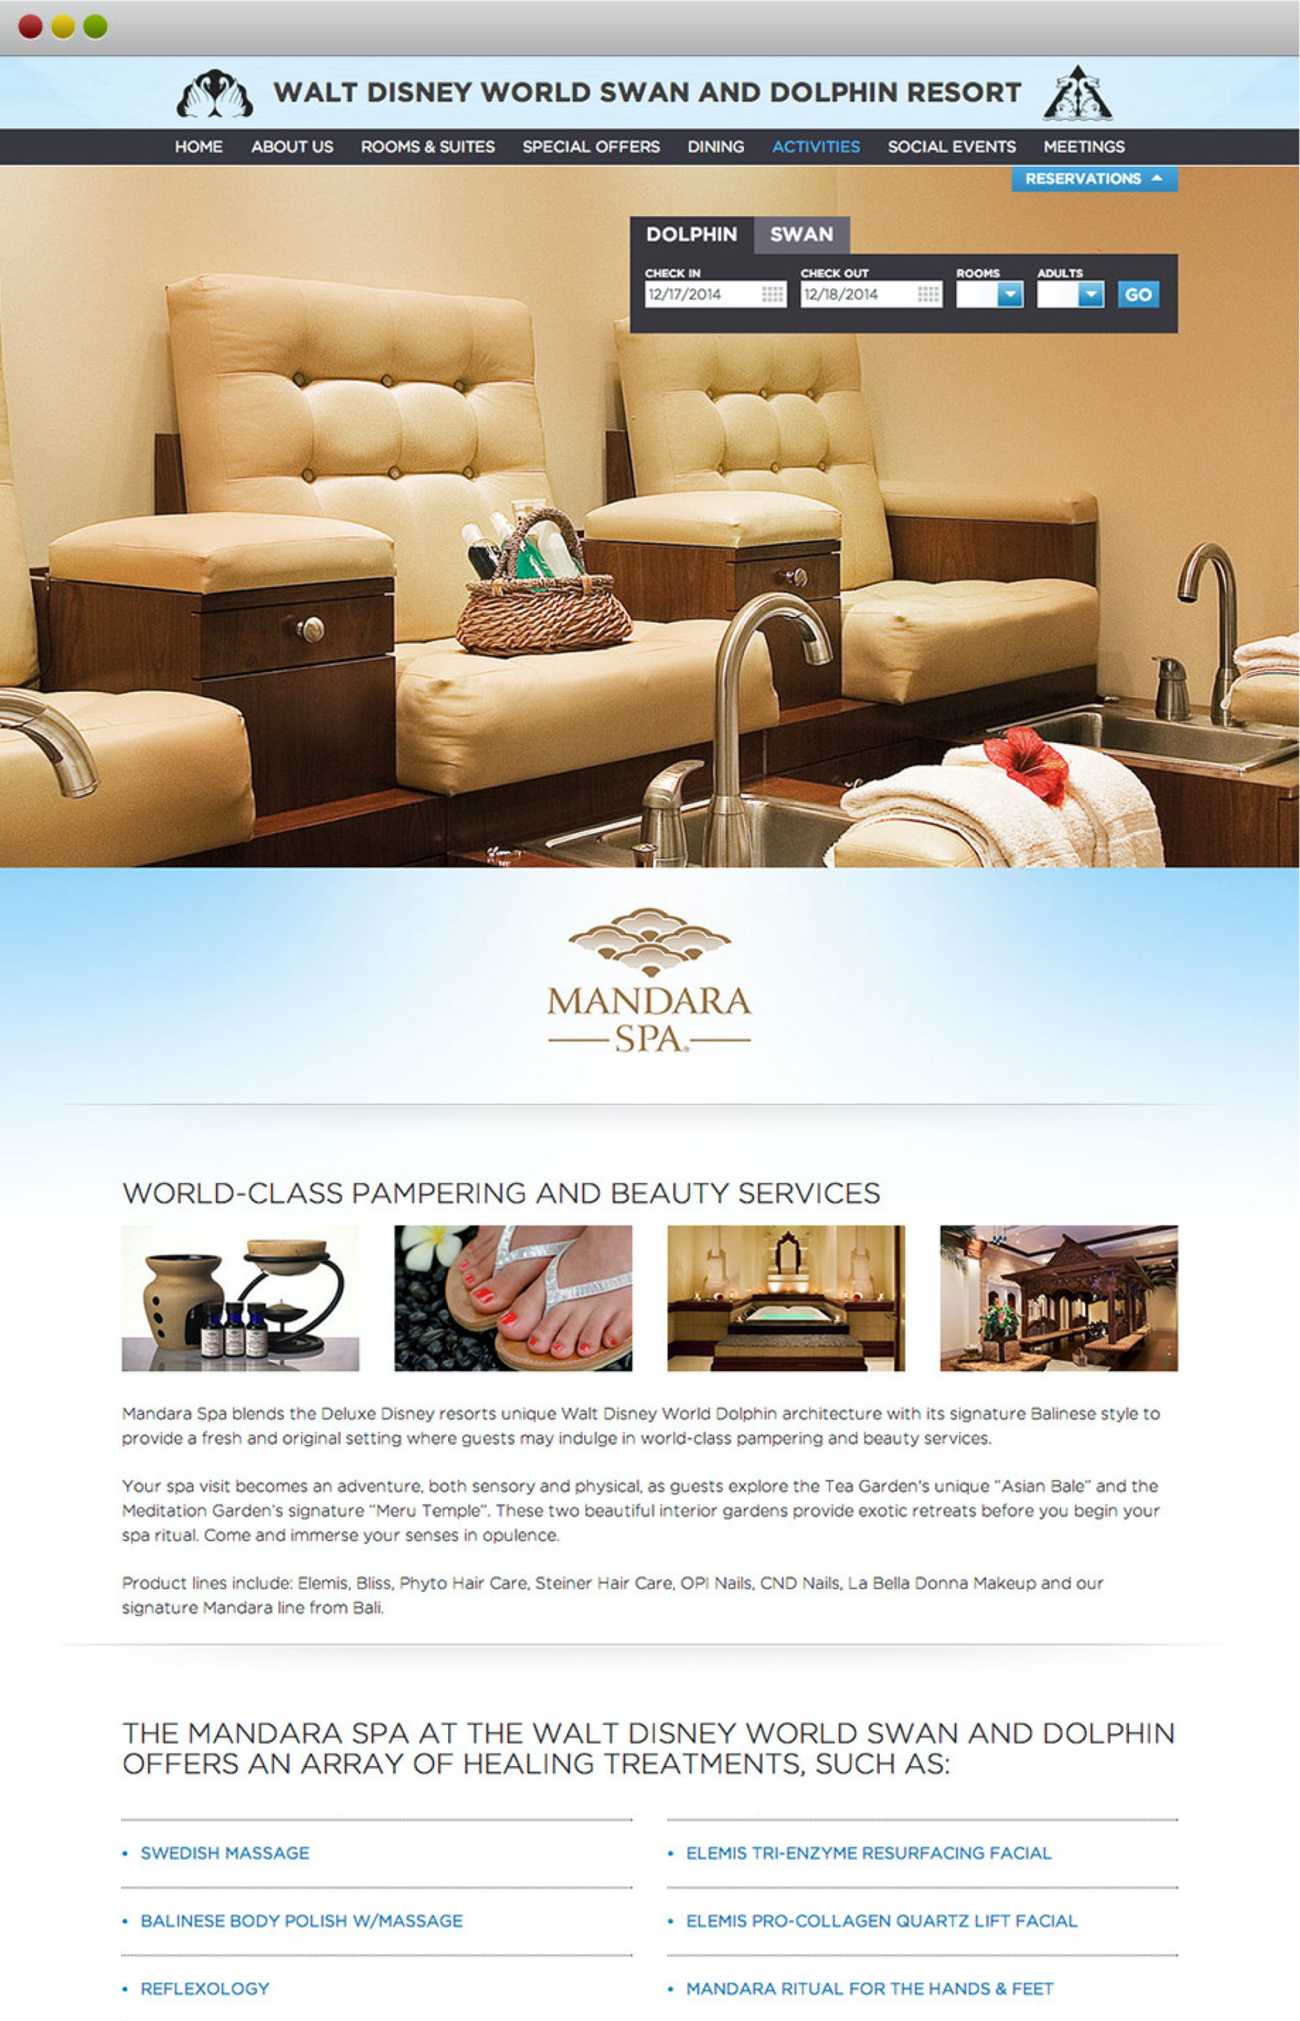 WALT DISNEY WORLD SWAN AND DOLPHIN RESORT
HOME ABOUT US ROOMS & SUITES SPECIAL OFFERS DINING ACTIVITIES SOCIAL EVENTS MEETINGS
RESERVATIONS
DOLPHIN SWAN
CHECK IN CHECK OUT ROOMS ADULTS
12/17/2014 12/18/2014 GO
MANDARA
SPA
WORLD-CLASS PAMPERING AND BEAUTY SERVICES
Mandara Spa blends the Deluxe Disney resorts unique Walt Disney World Dolphin architecture with its signature Balinese style to
provide a fresh and original setting where guests may indulge in world-class pampering and beauty services.
Your spa visit becomes an adventure, both sensory and physical, as guests explore the Tea Garden's unique "Asian Bale" and the
Meditation Garden's signature "Meru Temple". These two beautiful interior gardens provide exotic retreats before you begin your
spa ritual. Come and immerse your senses in opulence.
Product lines include: Elemis, Bliss, Phyto Hair Care, Steiner Hair Care, OPI Nails, CND Nails, La Bella Donna Makeup and our
signature Mandara line from Bali.
THE MANDARA SPA AT THE WALT DISNEY WORLD SWAN AND DOLPHIN
OFFERS AN ARRAY OF HEALING TREATMENTS, SUCH AS:
• SWEDISH MASSAGE
• ELEMIS TRI-ENZYME RESURFACING FACIAL
• BALINESE BODY POLISH W/MASSAGE
• ELEMIS PRO-COLLAGEN QUARTZ LIFT FACIAL
• REFLEXOLOGY
• MANDARA RITUAL FOR THE HANDS & FEET